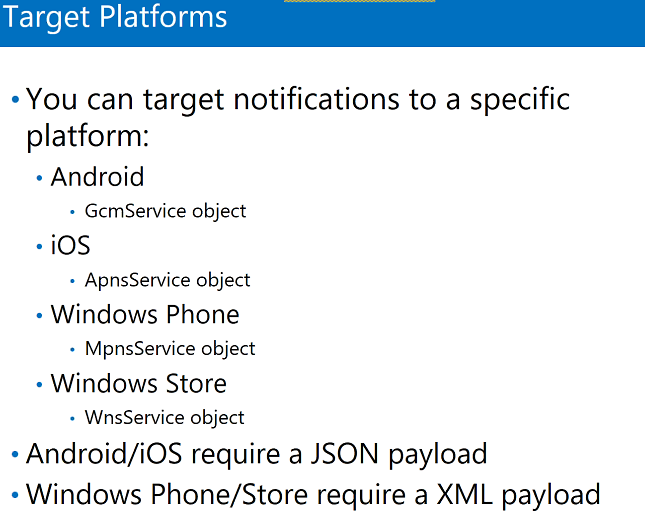 Target Platforms
• You can target notifications to a specific
platform:
• Android
• GcmService object
• iOS
• ApnsService object
• Windows Phone
• MpnsService object
• Windows Store
• WnsService object
• Android/iOS require a JSON payload
• Windows Phone/Store require a XML payload